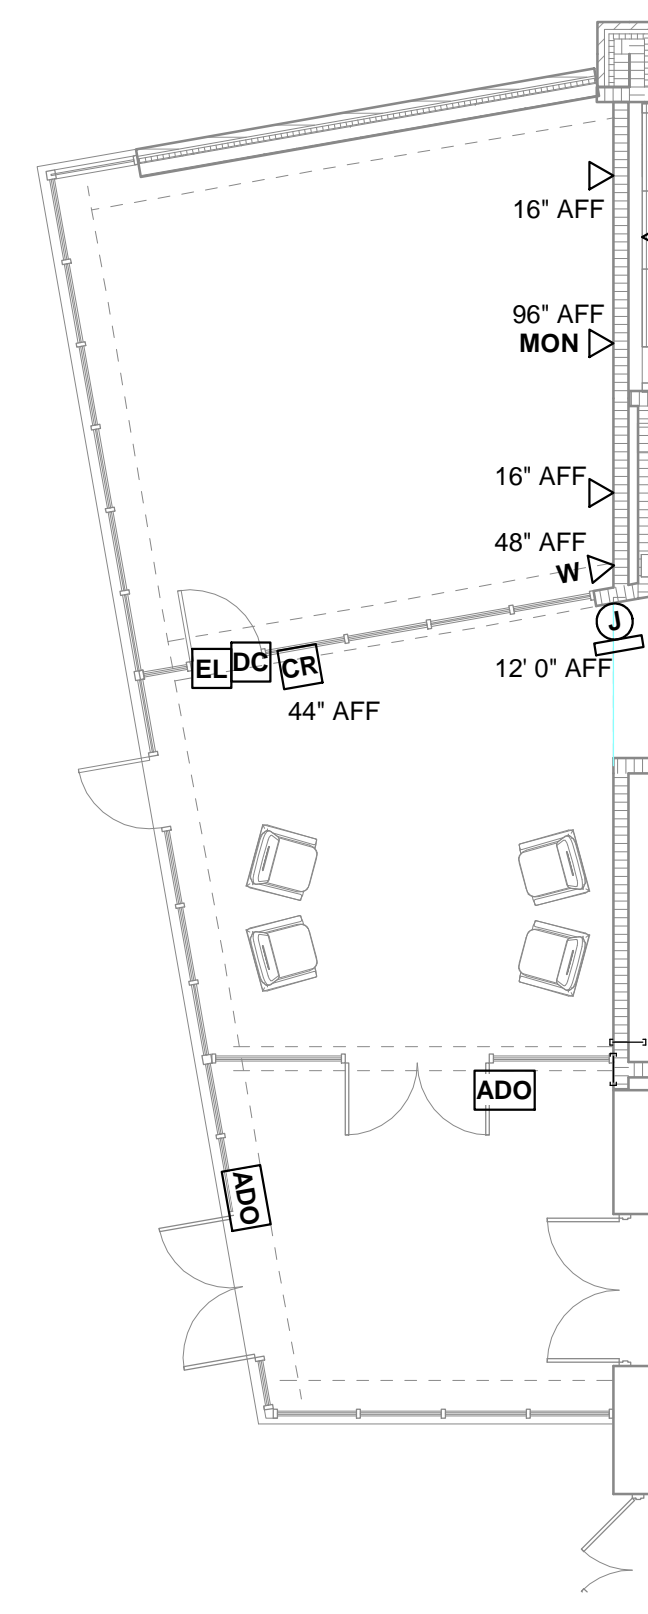 16" AFF
96" AFF
MON
16" AFF
48" AFF
W
J
EL
DC
CR
12' 0" AFF
44" AFF
ADO
ADO